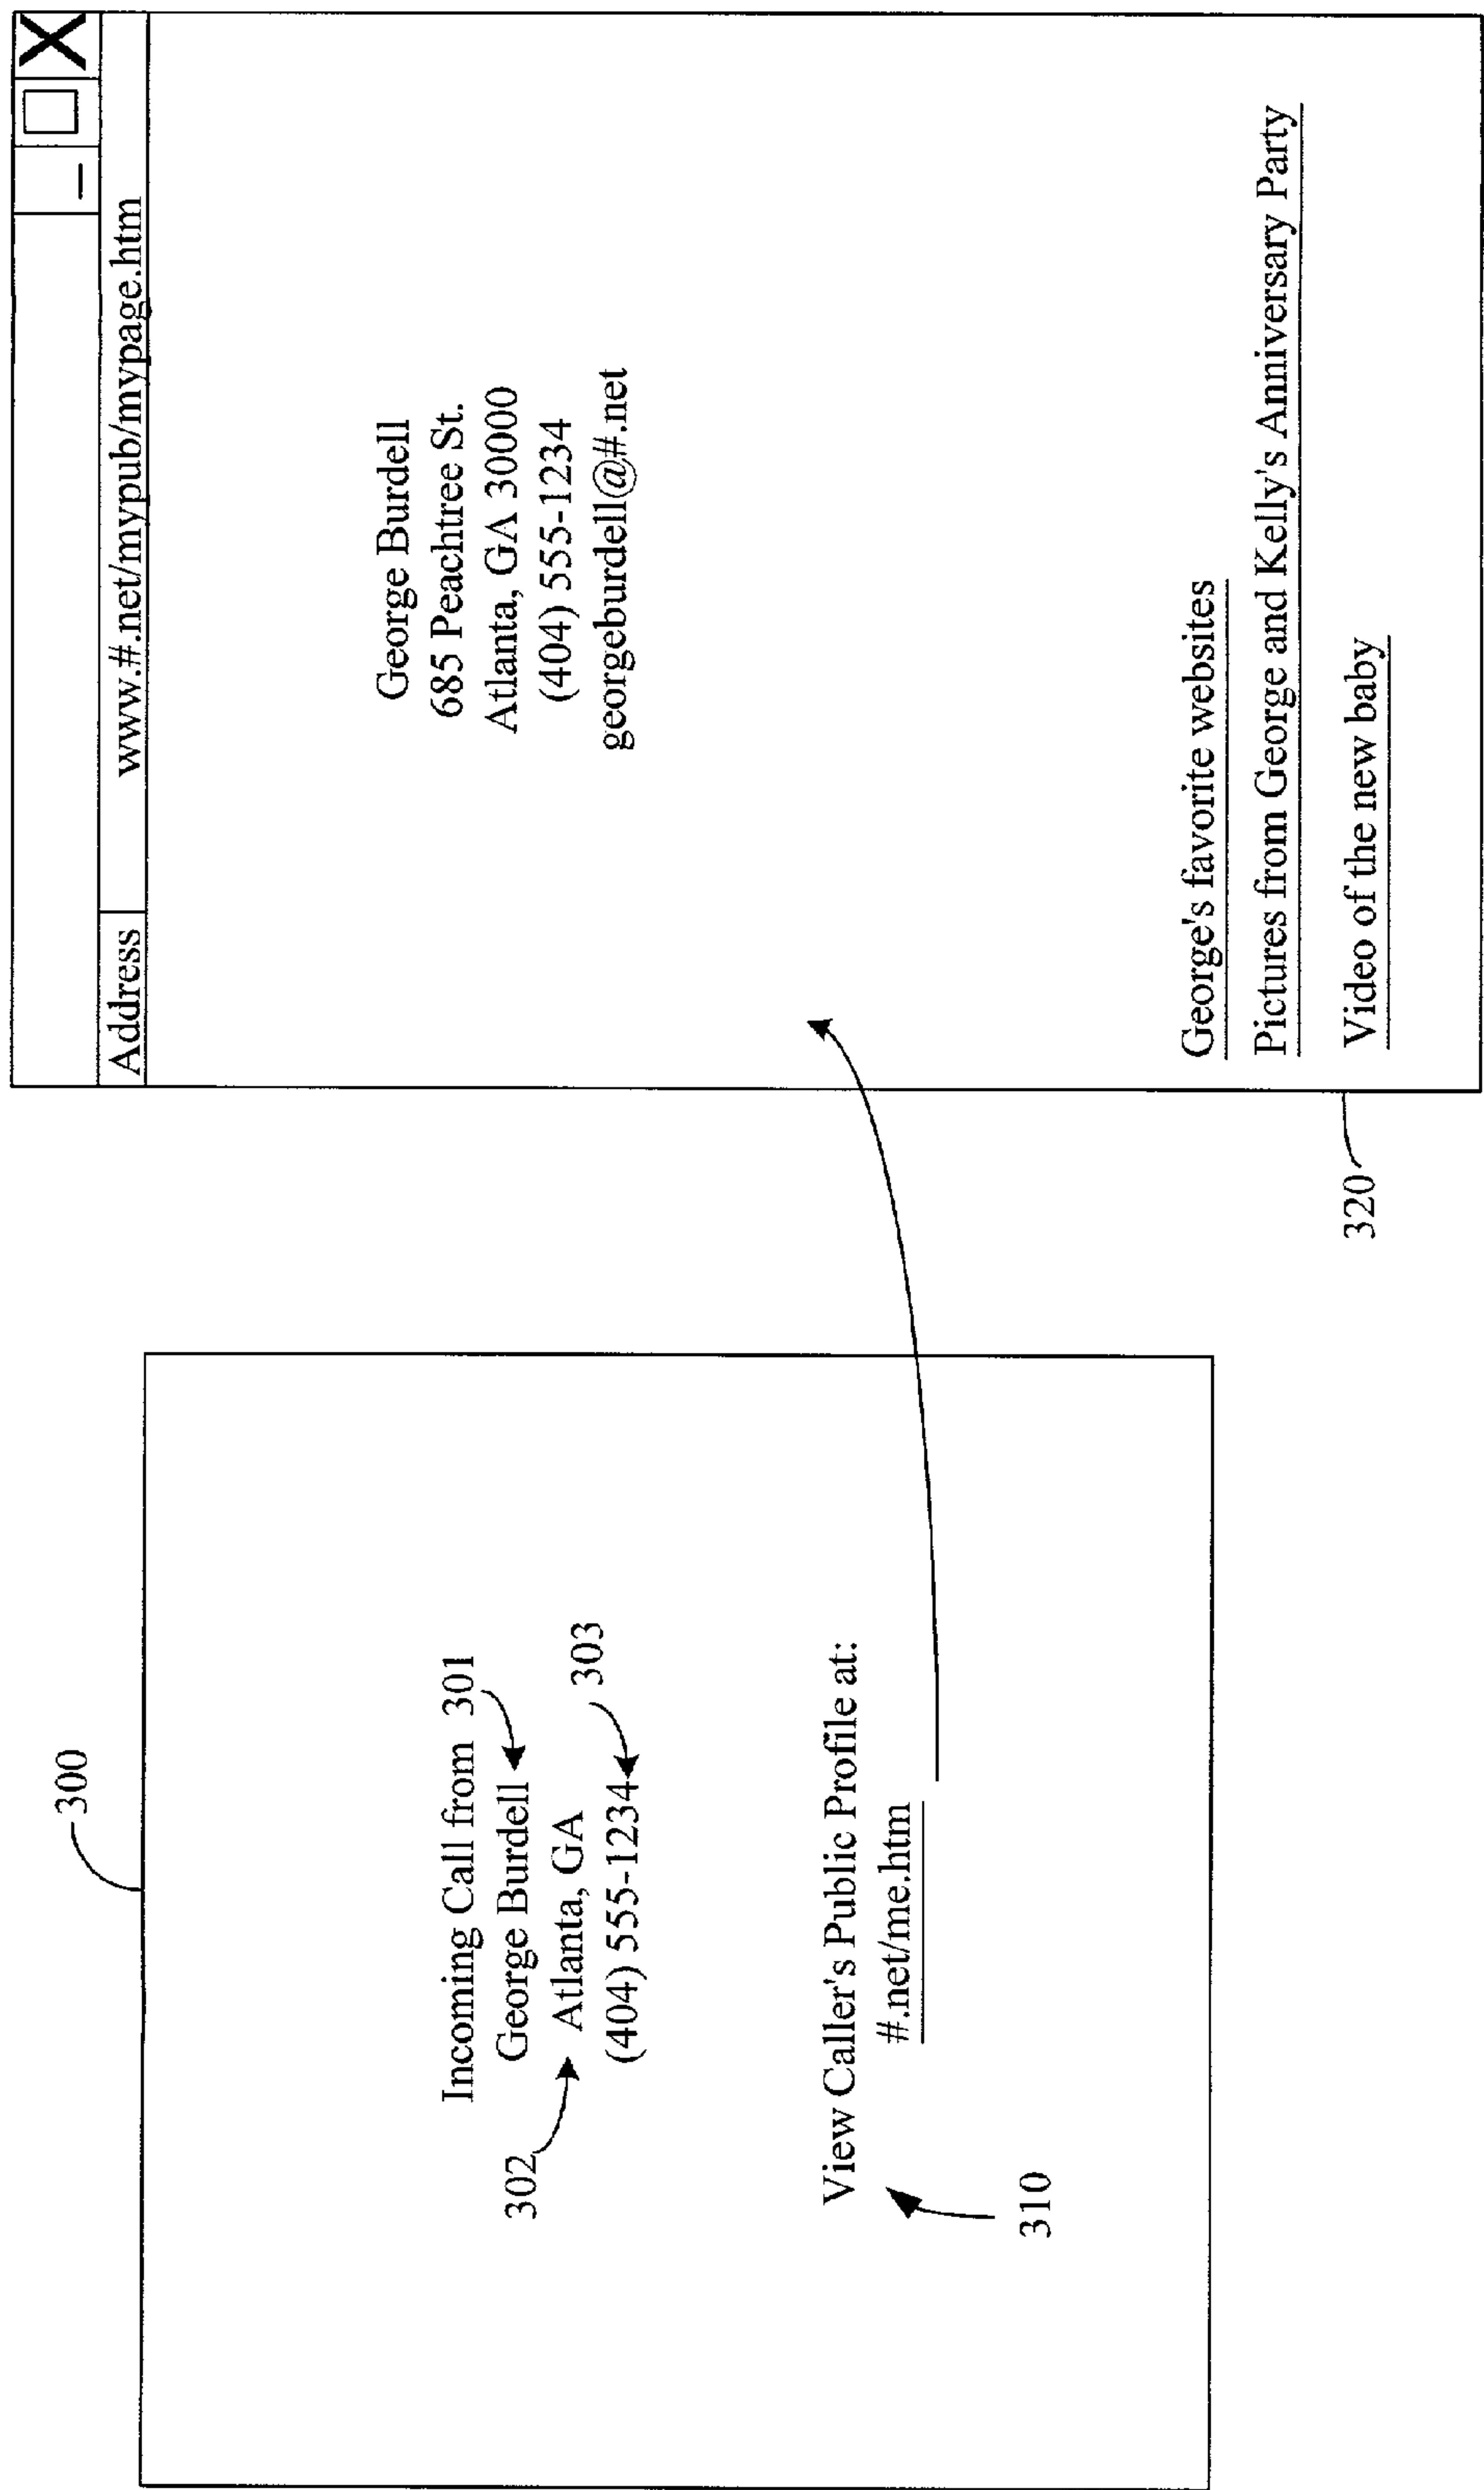 300
Incoming Call from 301
George Burdell
302
Atlanta, GA
303
(404) 555-1234
View Caller's Public Profile at:
#.net/me.htm
310
Address www.#.net/mypub/mypage.htm
George Burdell
685 Peachtree St.
Atlanta, GA 30000
(404) 555-1234
georgeburdell@#.net
George's favorite websites
Pictures from George and Kelly's Anniversary Party
Video of the new baby
320